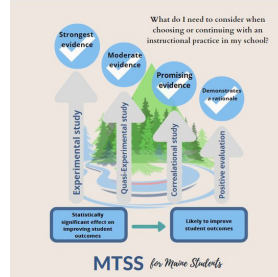 What do I need to consider when
choosing or continuing with an
instructional practice in my school?
Strongest
evidence
Moderate
evidence
Promising
evidence
Demonstrates
a rationale
Experimental study
Quasi-Experimental study
Correalational study
Positive evaluation
Statistically
significant effect on
improving student
outcomes
Likely to improve
student outcomes
MTSS for Maine Students